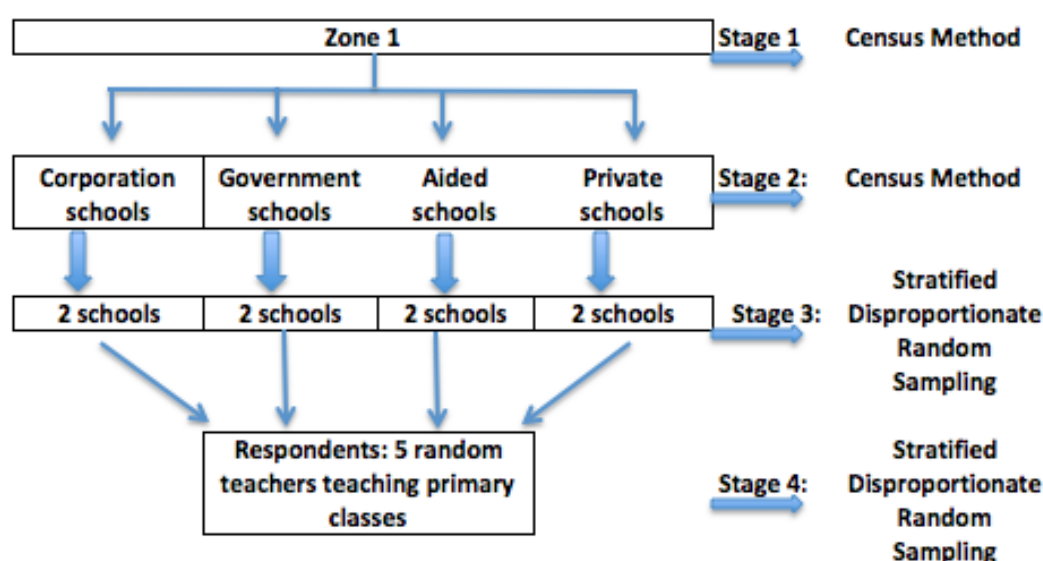 Zone 1
Stage 1
Census Method
Corporation
schools
Government
schools
Aided
schools
Private
schools
Stage 2:
Census Method
2 schools
2 schools
2 schools
2 schools
Stage 3:
Stratified
Disproportionate
Random
Sampling
Respondents: 5 random
teachers teaching primary
classes
Stage 4:
Stratified
Disproportionate
Random
Sampling